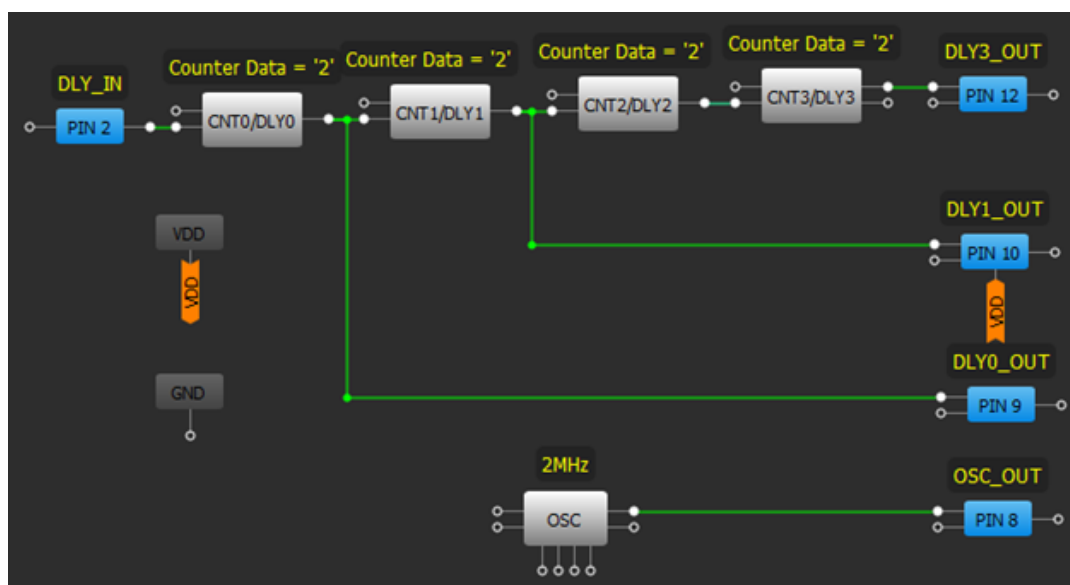 Counter Data = '2'
Counter Data = '2'
Counter Data = '2'
Counter Data = '2'
DLY3_OUT
DLY_IN
PIN 2
CNT0/DLY0
CNT1/DLY1
CNT2/DLY2
CNT3/DLY3
PIN 12
VDD
VDD
DLY1_OUT
PIN 10
VDD
GND
DLY0_OUT
PIN 9
2MHz
OSC
OSC_OUT
PIN 8